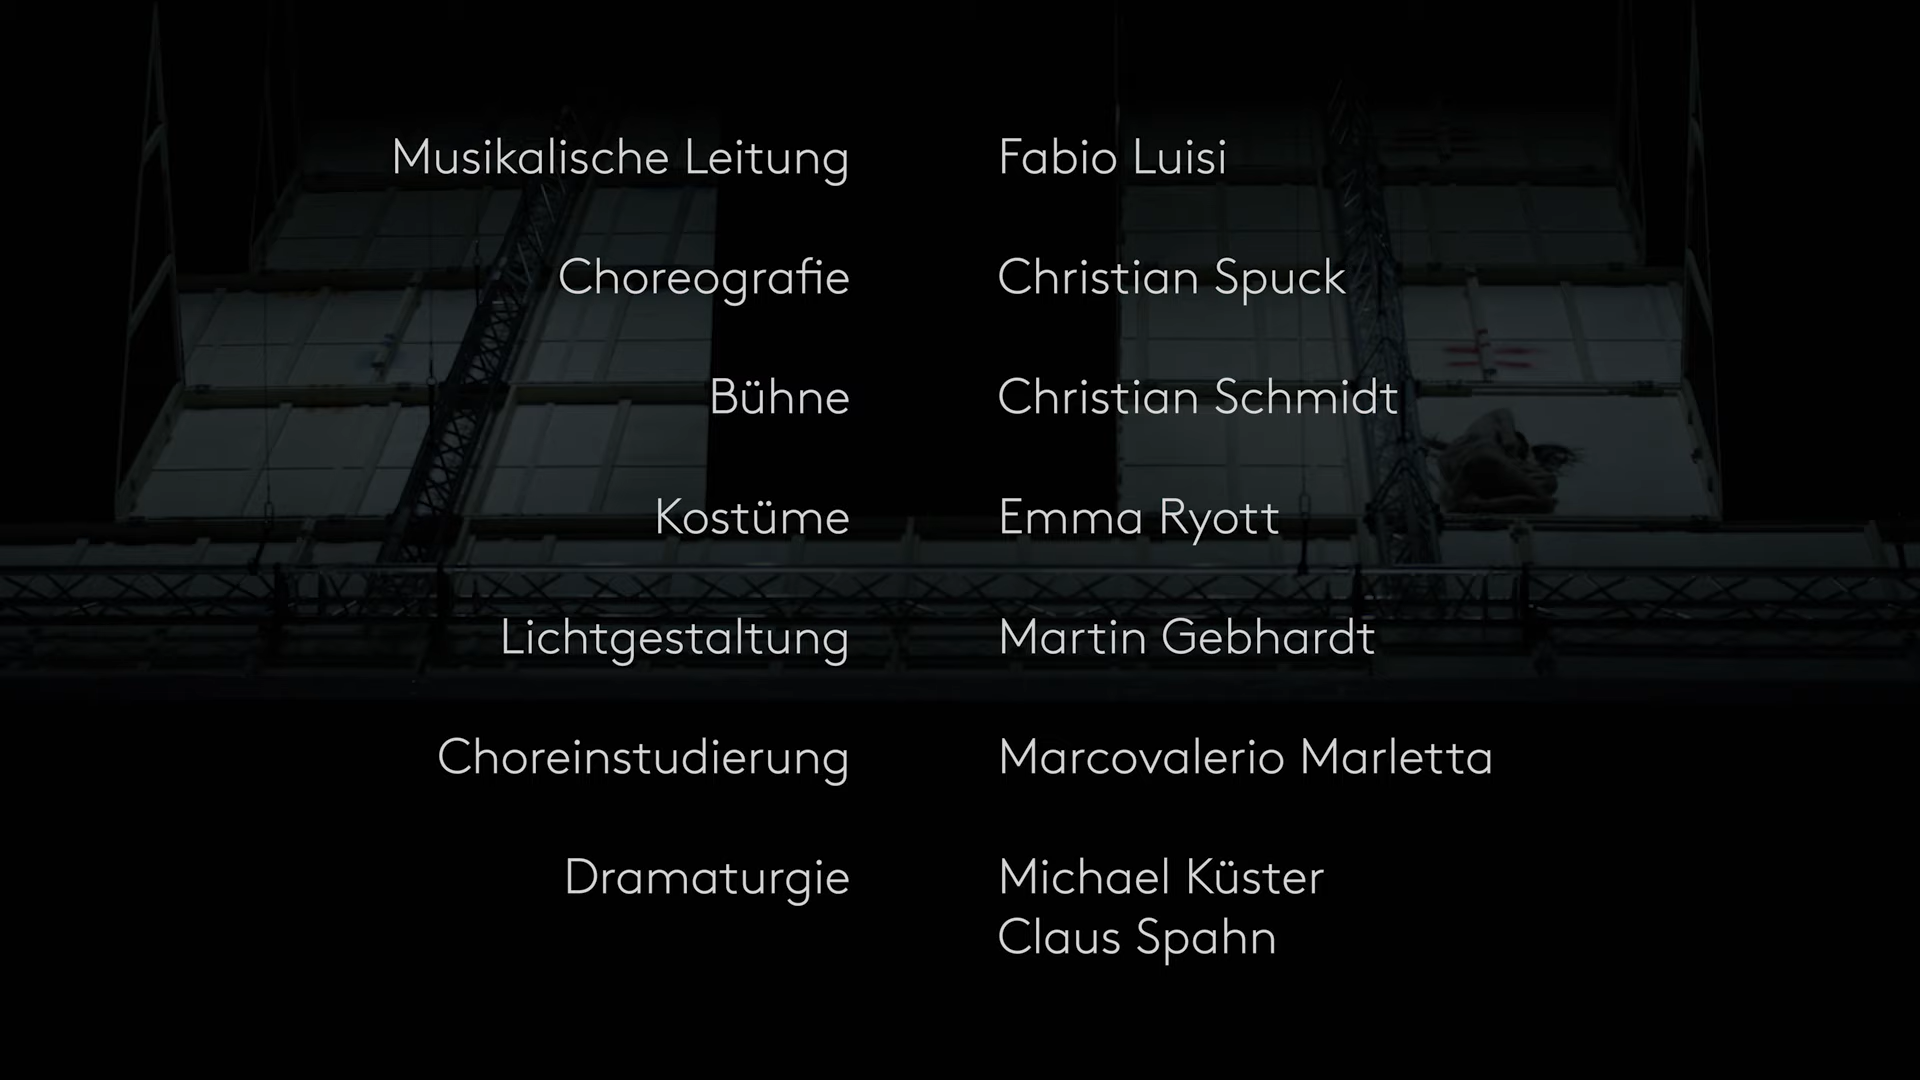 Musikalische Leitung Fabio Luisi
Choreografie Christian Spuck
Bühne Christian Schmidt
Kostüme Emma Ryott
Lichtgestaltung Martin Gebhardt
Choreinstudierung Marcovalerio Marletta
Dramaturgie Michael Küster
Claus Spahn